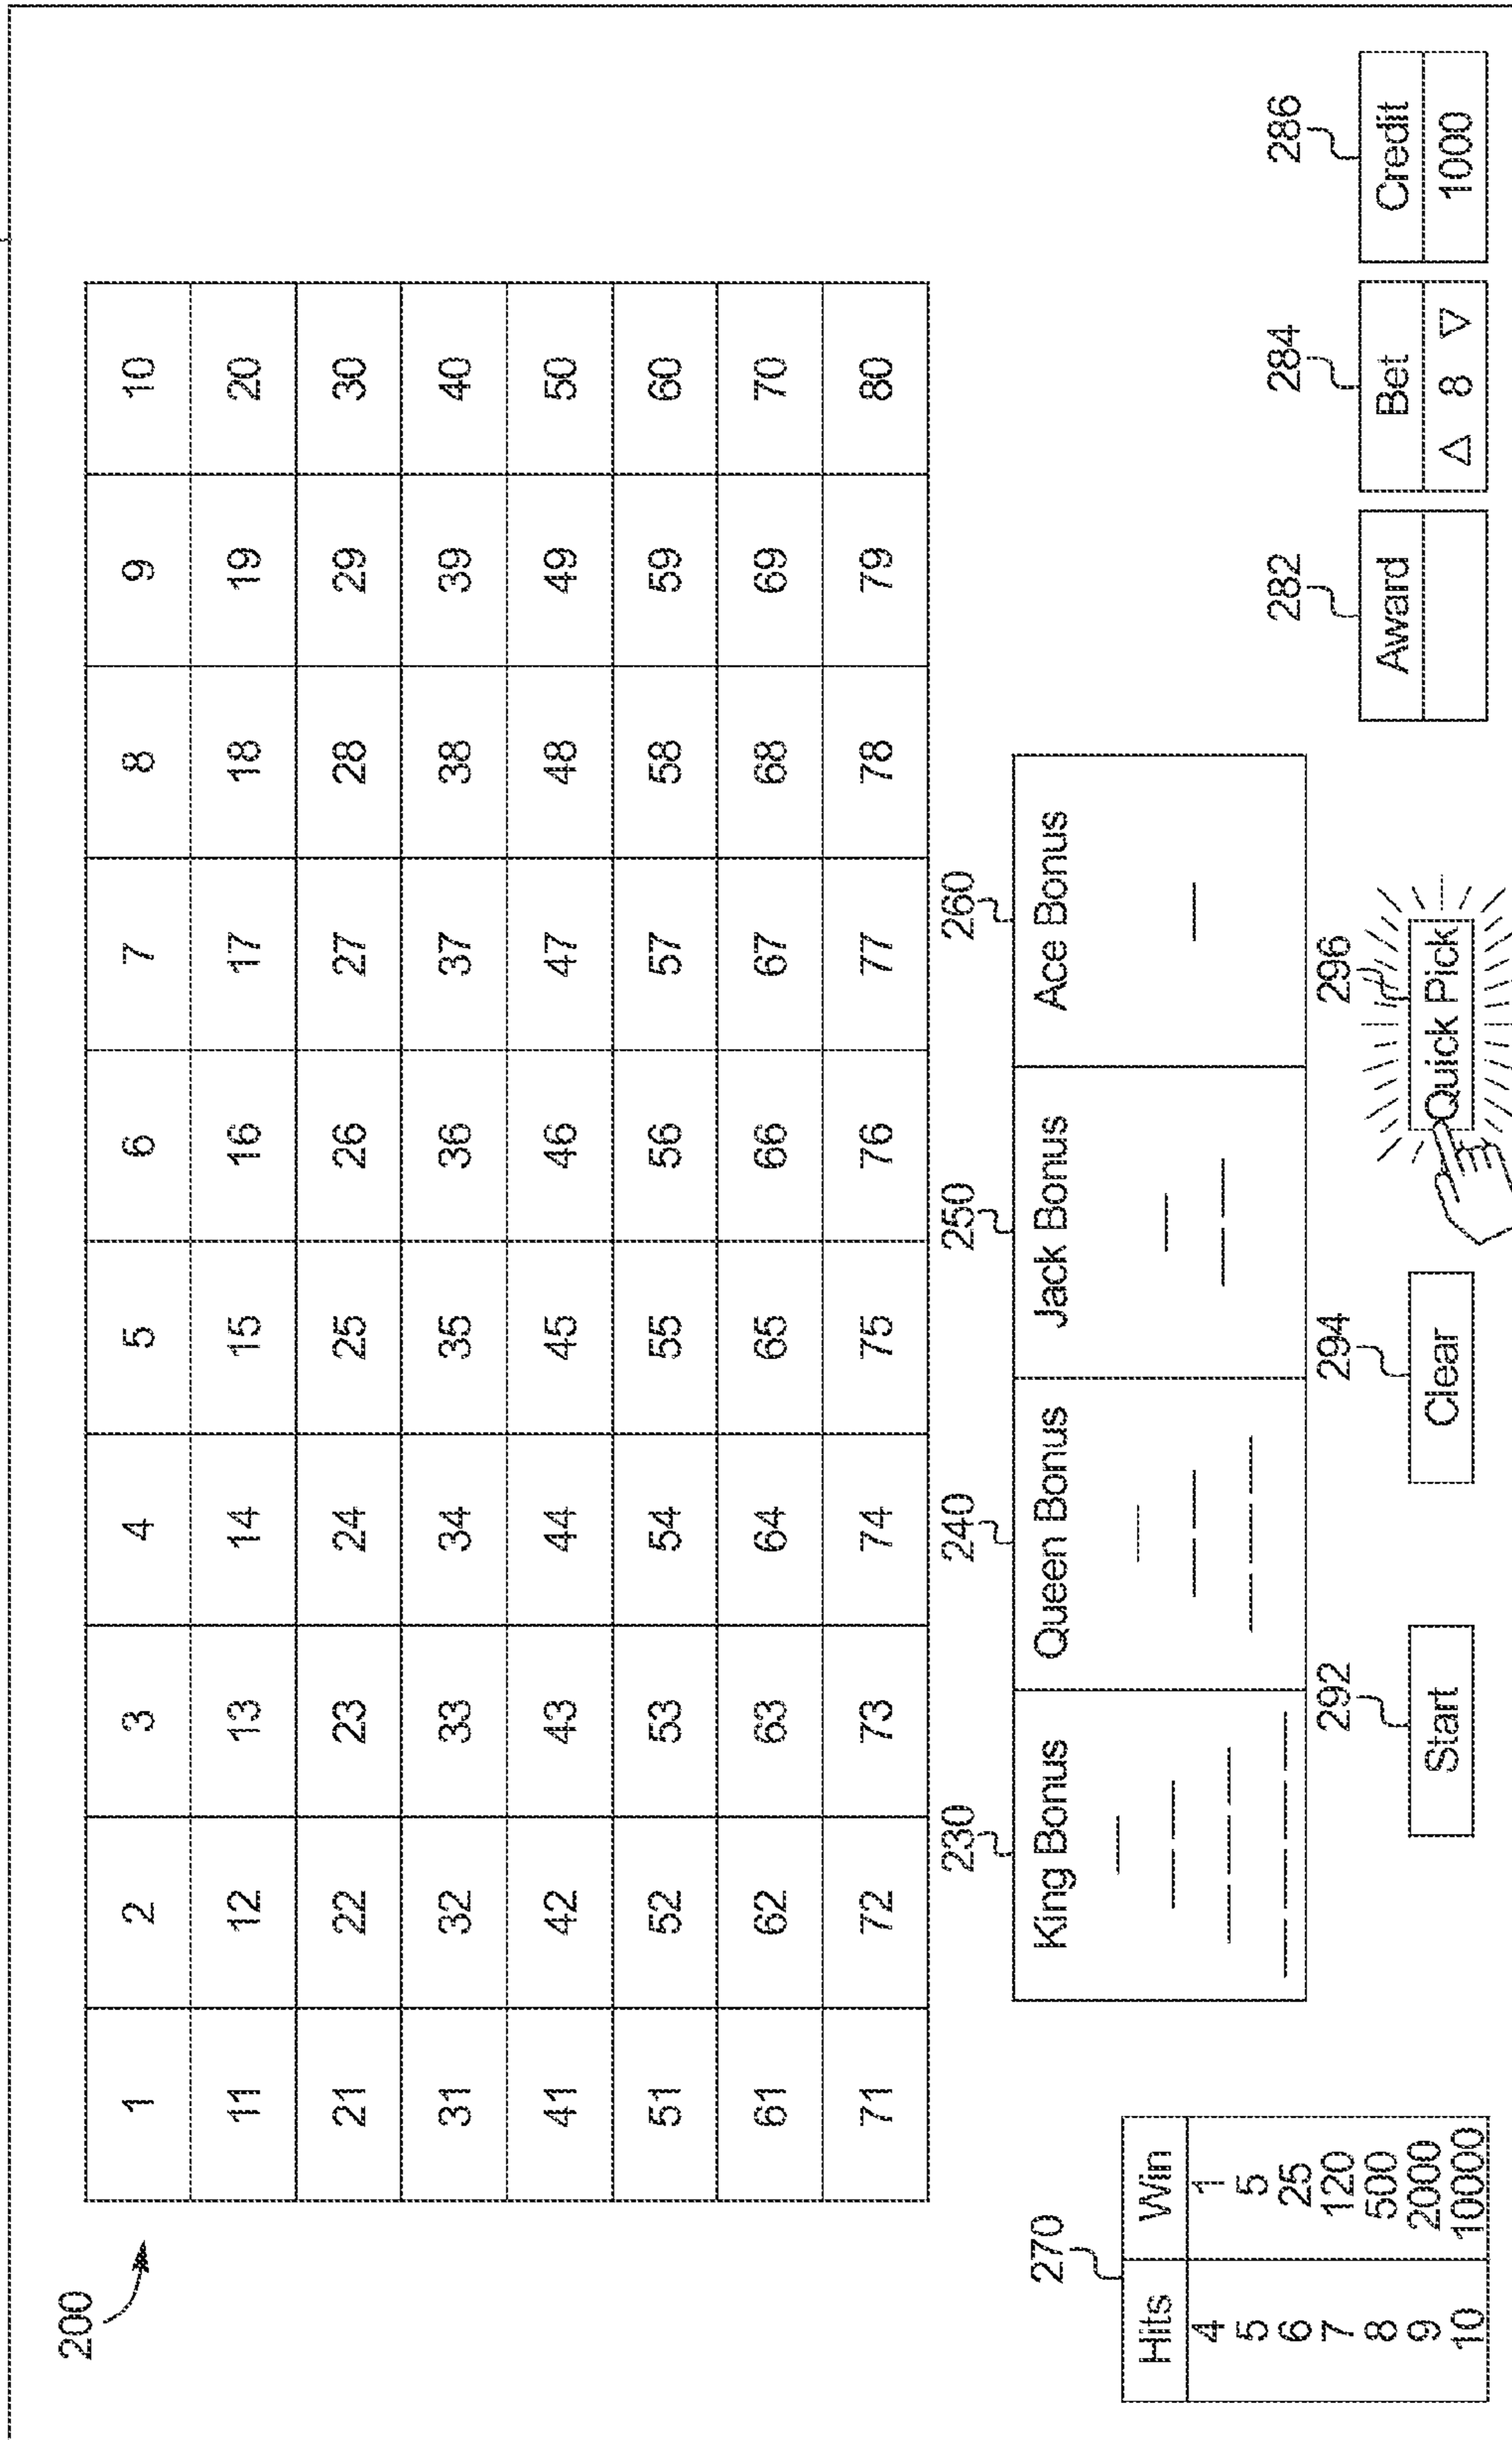 200
1 2 3 4 5 6 7 8 9 10
11 12 13 14 15 16 17 18 19 20
21 22 23 24 25 26 27 28 29 30
31 32 33 34 35 36 37 38 39 40
41 42 43 44 45 46 47 48 49 50
51 52 53 54 55 56 57 58 59 60
61 62 63 64 65 66 67 68 69 70
71 72 73 74 75 76 77 78 79 80
230 240 250 260
King Bonus Queen Bonus Jack Bonus Ace Bonus
270
Hits Win
4 1
5 5
6 25
7 120
8 500
9 2000
10 10000
292 294 296
Start Clear Quick Pick
282 284 286
Award Bet Credit
△ 8 ▽ 1000